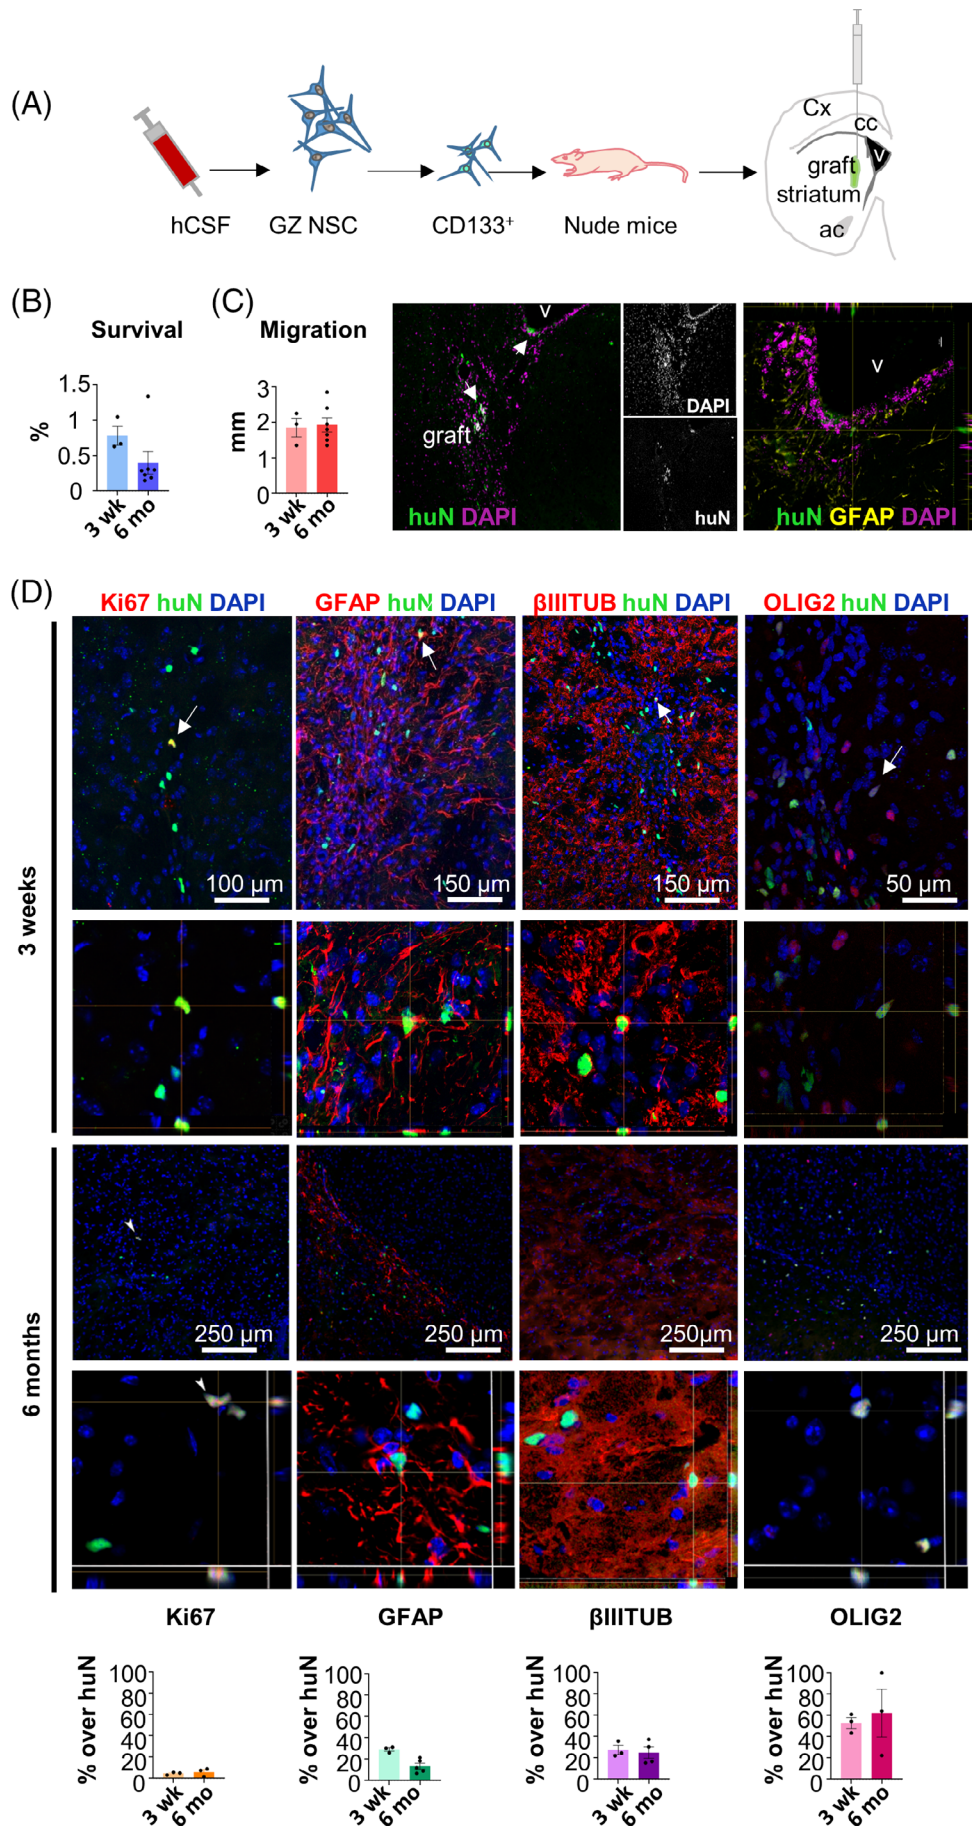 (A)
Cx
cc
V
graft
striatum
ac
hCSF
GZ NSC
CD133+
Nude mice
(B)
Survival
%
1.5
1
0.5
0
3 wk
6 mo
(C)
Migration
mm
3
2
1
0
3 wk
6 mo
V
graft
huN DAPI
DAPI
huN
V
huN GFAP DAPI
(D)
Ki67 huN DAPI
GFAP huN DAPI
βIIITUB huN DAPI
OLIG2 huN DAPI
3 weeks
100 µm
150 µm
150 µm
50 µm
6 months
250 µm
250 µm
250µm
250 µm
Ki67
% over huN
100
80
60
40
20
0
3 wk
6 mo
GFAP
% over huN
100
80
60
40
20
0
3 wk
6 mo
βIIITUB
% over huN
100
80
60
40
20
0
3 wk
6 mo
OLIG2
% over huN
100
80
60
40
20
0
3 wk
6 mo